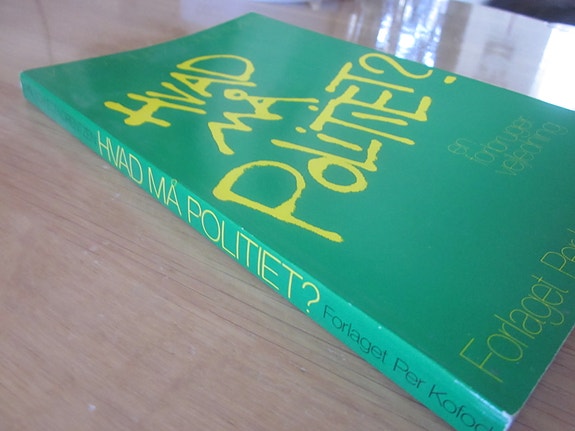 HVAD
MÅ
POLITIET?
en
forbruger
vejledning
Forlaget Per
HVAD MÅ POLITIET? Forlaget Per Kofod